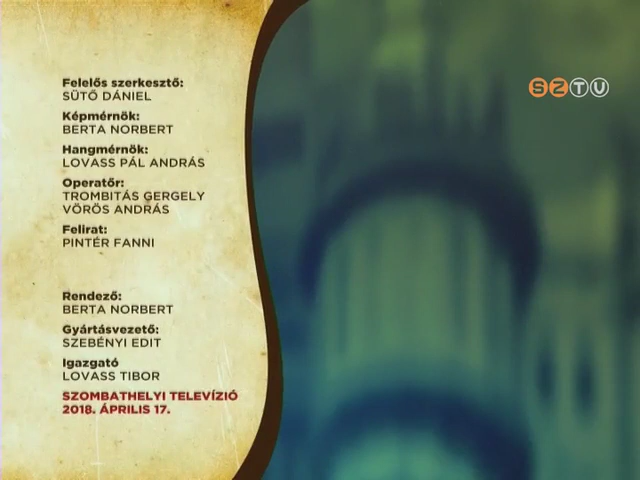 Felelős szerkesztő:
SÜTŐ DÁNIEL
Képmérnök:
BERTA NORBERT
Hangmérnök:
LOVASS PÁL ANDRÁS
Operatőr:
TROMBITÁS GERGELY
VÖRÖS ANDRÁS
Felirat:
PINTÉR FANNI
Rendező:
BERTA NORBERT
Gyártásvezető:
SZEBÉNYI EDIT
Igazgató
LOVASS TIBOR
SZOMBATHELYI TELEVÍZIÓ
2018. ÁPRILIS 17.
SZTV